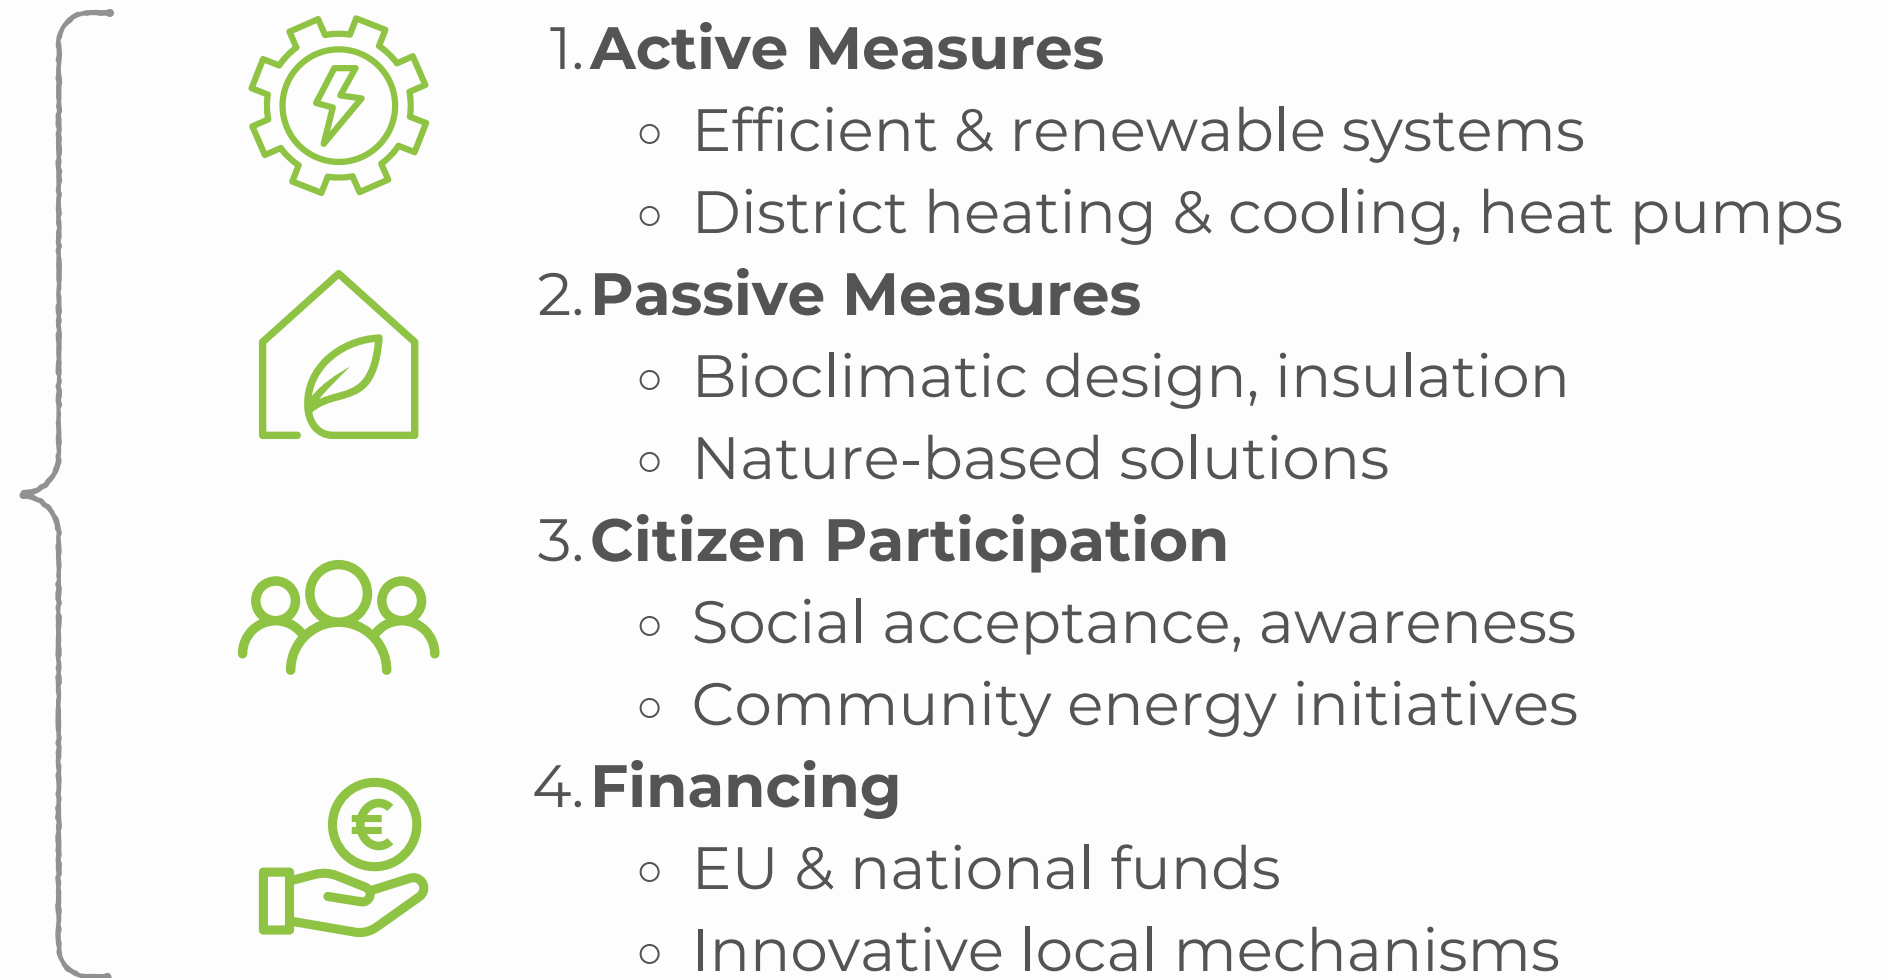 1. Active Measures
◦ Efficient & renewable systems
◦ District heating & cooling, heat pumps
2. Passive Measures
◦ Bioclimatic design, insulation
◦ Nature-based solutions
3. Citizen Participation
◦ Social acceptance, awareness
◦ Community energy initiatives
€
4. Financing
◦ EU & national funds
◦ Innovative local mechanisms